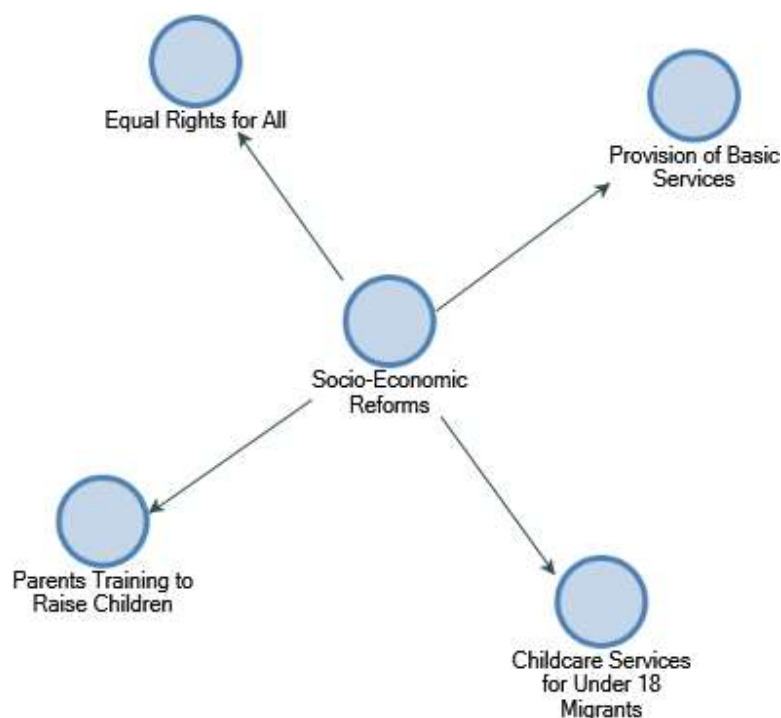 Equal Rights for All
Provision of Basic
Services
Socio-Economic
Reforms
Parents Training to
Raise Children
Childcare Services
for Under 18
Migrants